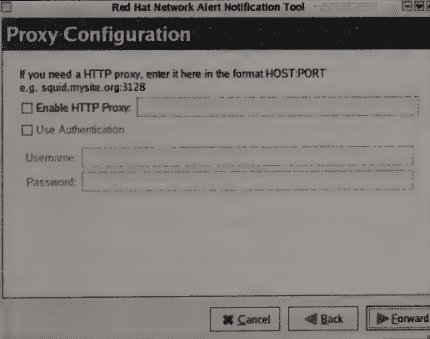 Red Hat Network Alert Notification Tool
Proxy Configuration
If you need a HTTP proxy, enter it here in the format HOST:PORT
e.g. squid.mysite.org:3128
Enable HTTP Proxy:
Use Authentication
Username:
Password:
Cancel
Back
Forward